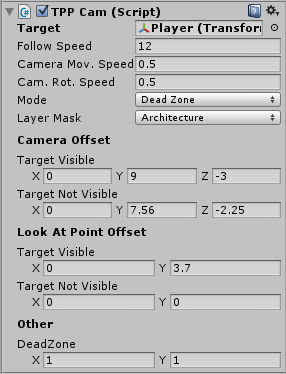 TPP Cam (Script)
Target Player (Transforr
Follow Speed 12
Camera Mov. Speed 0.5
Cam. Rot. Speed 0.5
Mode Dead Zone
Layer Mask Architecture
Camera Offset
Target Visible
X 0 Y 9 Z -3
Target Not Visible
X 0 Y 7.56 Z -2.25
Look At Point Offset
Target Visible
X 0 Y 3.7
Target Not Visible
X 0 Y 0
Other
DeadZone
X 1 Y 1